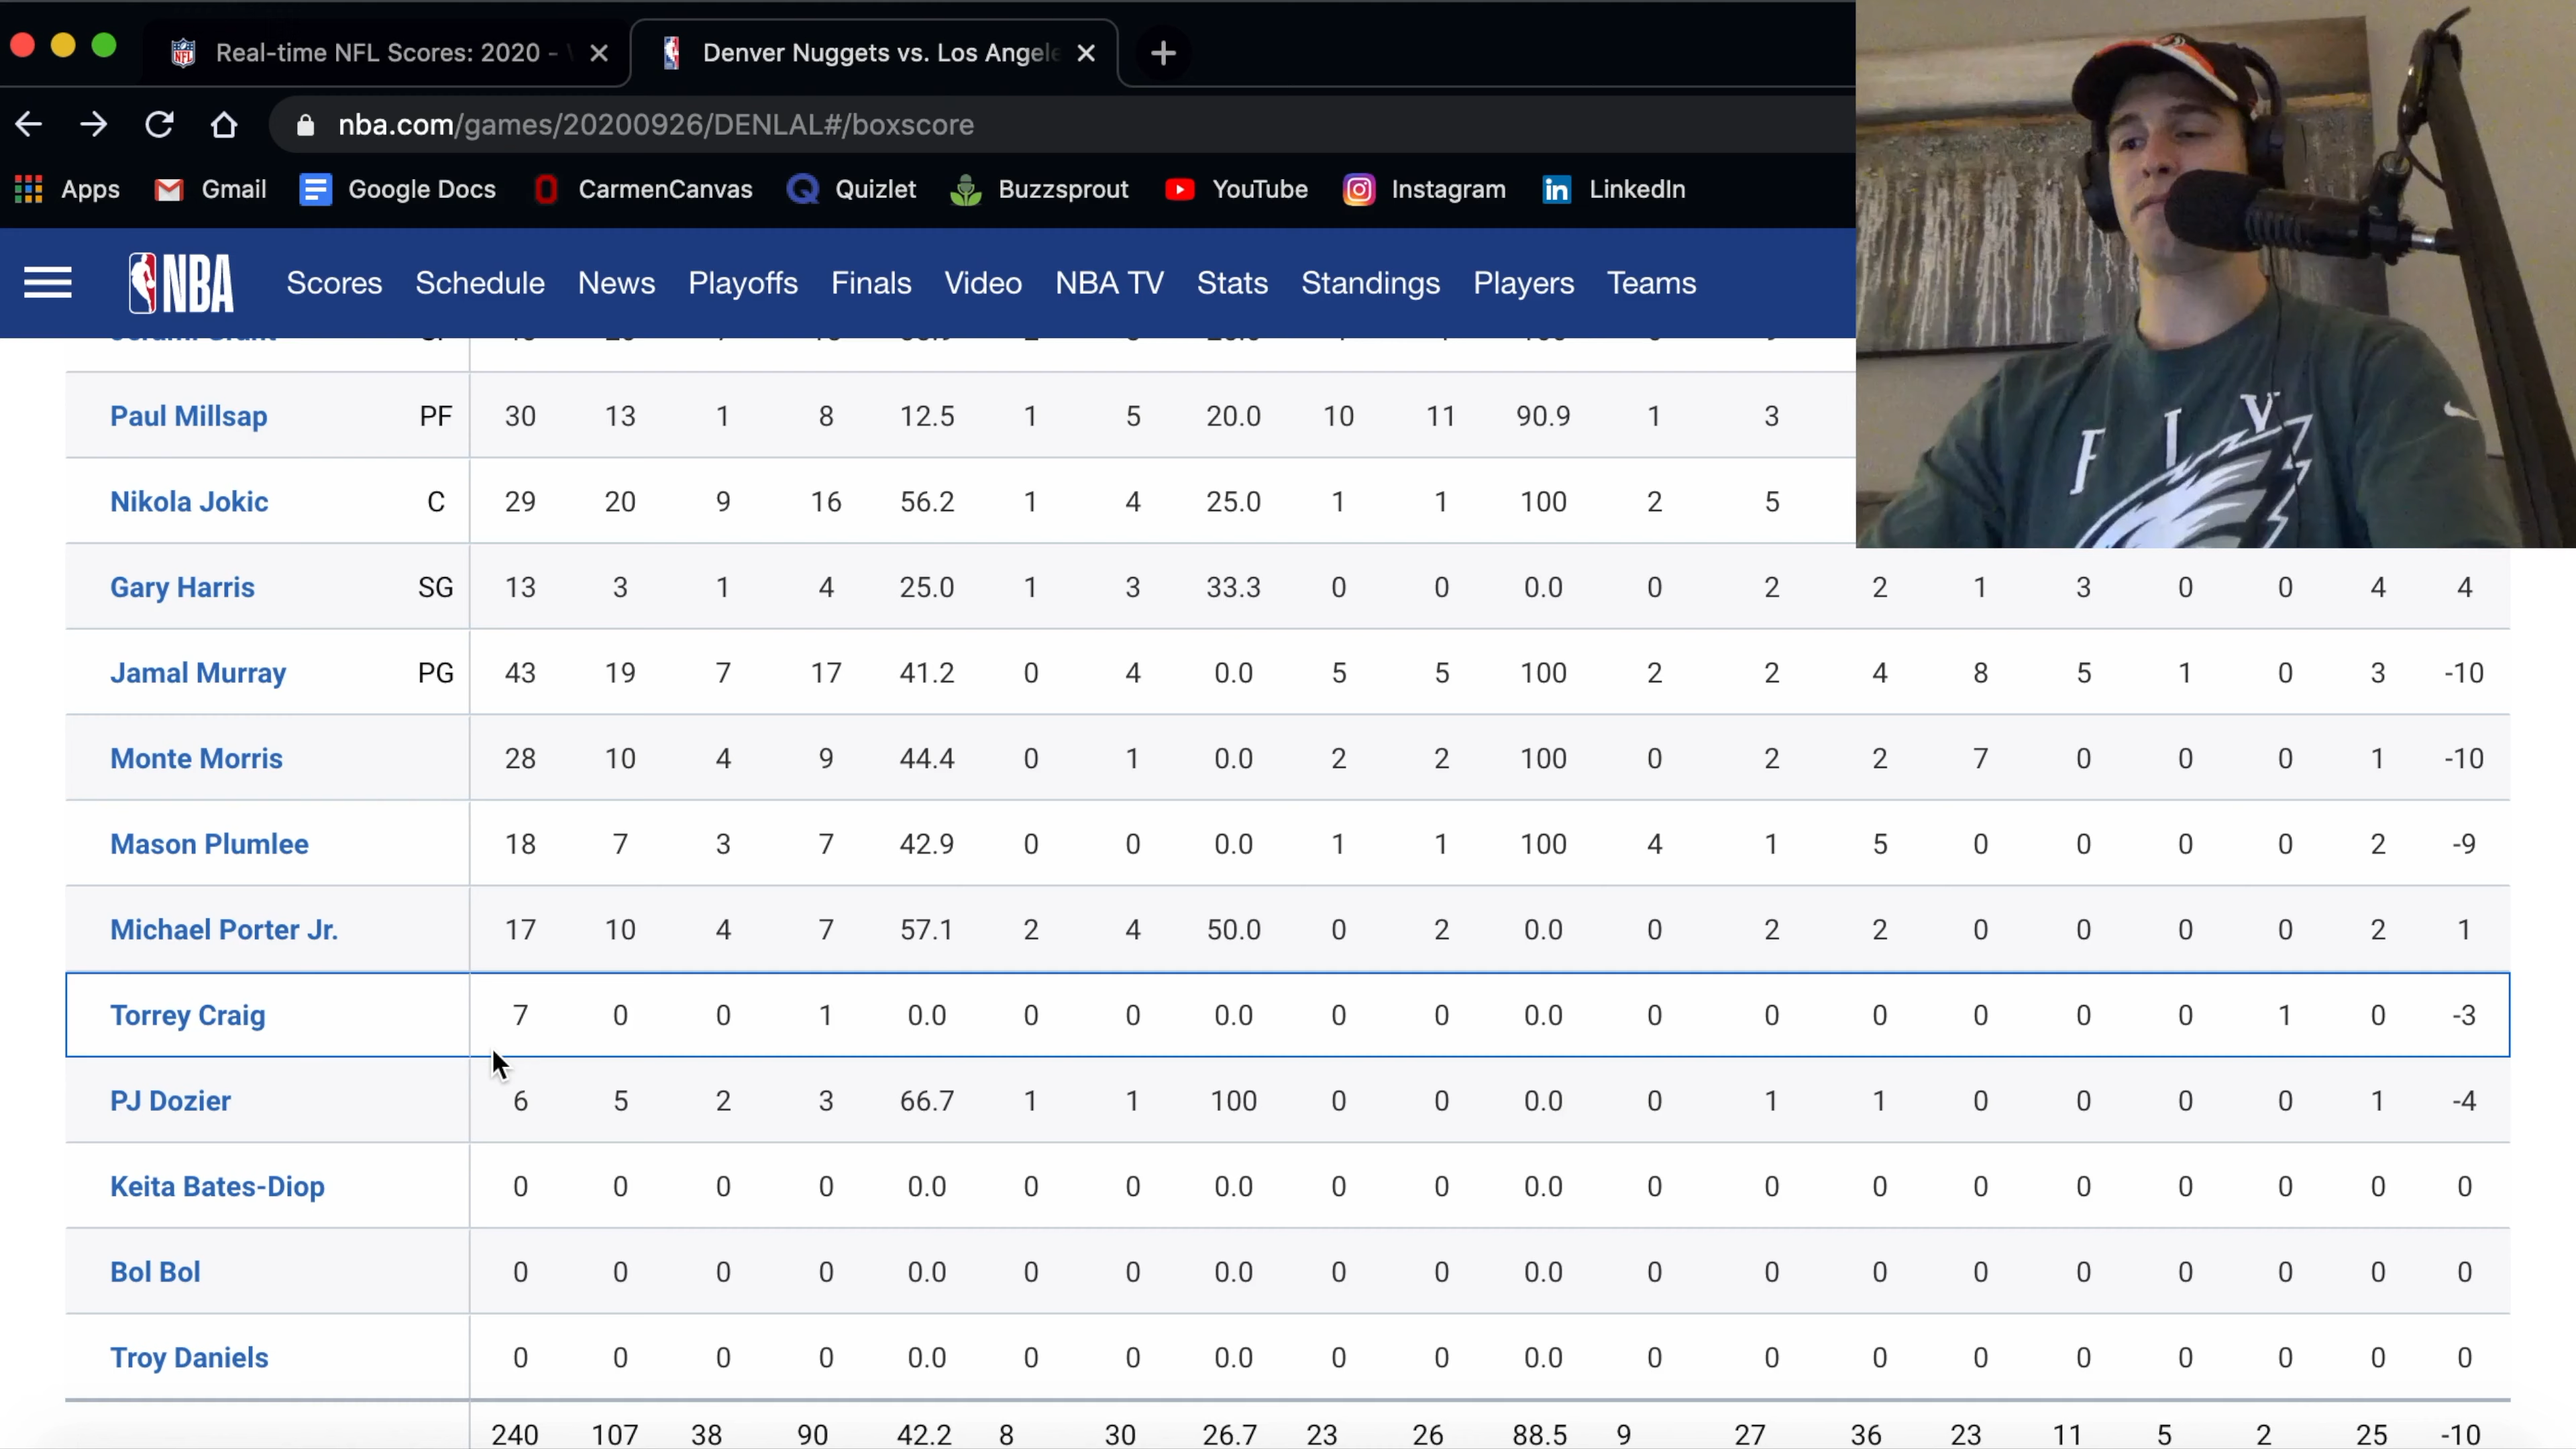 Real-time NFL Scores: 2020 -
Denver Nuggets vs. Los Angele
nba.com/games/20200926/DENLAL#/boxscore
Apps Gmail Google Docs CarmenCanvas Quizlet Buzzsprout YouTube Instagram LinkedIn
NBA Scores Schedule News Playoffs Finals Video NBA TV Stats Standings Players Teams
FLY
Paul Millsap PF 30 13 1 8 12.5 1 5 20.0 10 11 90.9 1 3
Nikola Jokic C 29 20 9 16 56.2 1 4 25.0 1 1 100 2 5
Gary Harris SG 13 3 1 4 25.0 1 3 33.3 0 0 0.0 0 2 2 1 3 0 0 4 4
Jamal Murray PG 43 19 7 17 41.2 0 4 0.0 5 5 100 2 2 4 8 5 1 0 3 -10
Monte Morris 28 10 4 9 44.4 0 1 0.0 2 2 100 0 2 2 7 0 0 0 1 -10
Mason Plumlee 18 7 3 7 42.9 0 0 0.0 1 1 100 4 1 5 0 0 0 0 2 -9
Michael Porter Jr. 17 10 4 7 57.1 2 4 50.0 0 2 0.0 0 2 2 0 0 0 0 2 1
Torrey Craig 7 0 0 1 0.0 0 0 0.0 0 0 0.0 0 0 0 0 0 0 1 0 -3
PJ Dozier 6 5 2 3 66.7 1 1 100 0 0 0.0 0 1 1 0 0 0 0 1 -4
Keita Bates-Diop 0 0 0 0 0.0 0 0 0.0 0 0 0.0 0 0 0 0 0 0 0 0 0
Bol Bol 0 0 0 0 0.0 0 0 0.0 0 0 0.0 0 0 0 0 0 0 0 0 0
Troy Daniels 0 0 0 0 0.0 0 0 0.0 0 0 0.0 0 0 0 0 0 0 0 0 0
240 107 38 90 42.2 8 30 26.7 23 26 88.5 9 27 36 23 11 5 2 25 -10